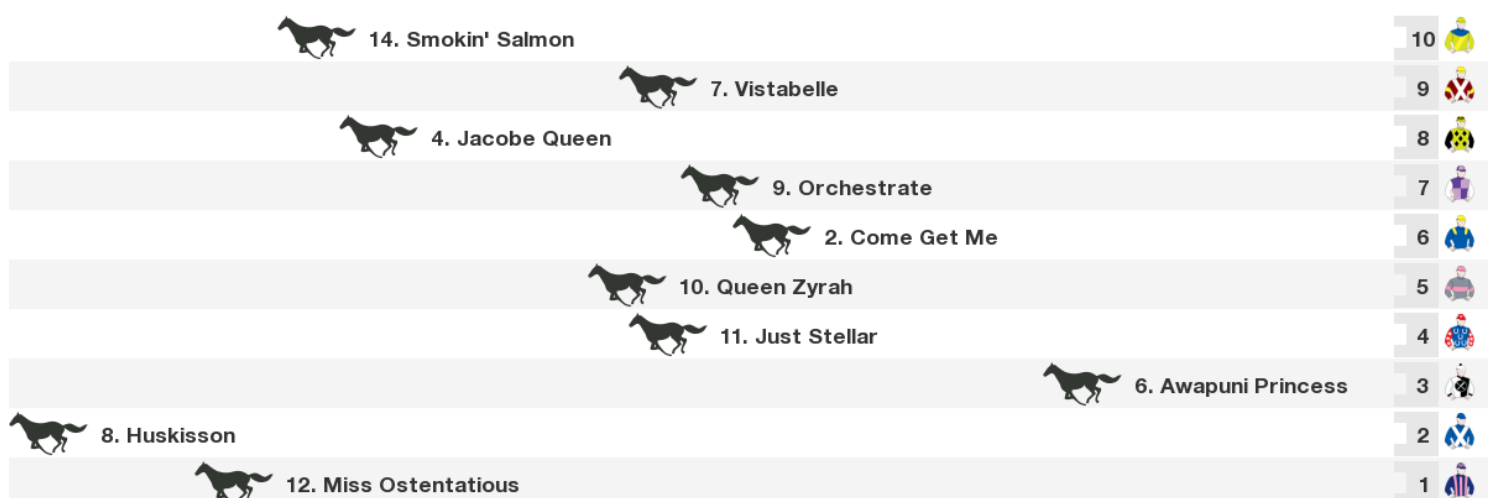 14. Smokin' Salmon 10
7. Vistabelle 9
4. Jacobe Queen 8
9. Orchestrate 7
2. Come Get Me 6
10. Queen Zyrah 5
11. Just Stellar 4
6. Awapuni Princess 3
8. Huskisson 2
12. Miss Ostentatious 1